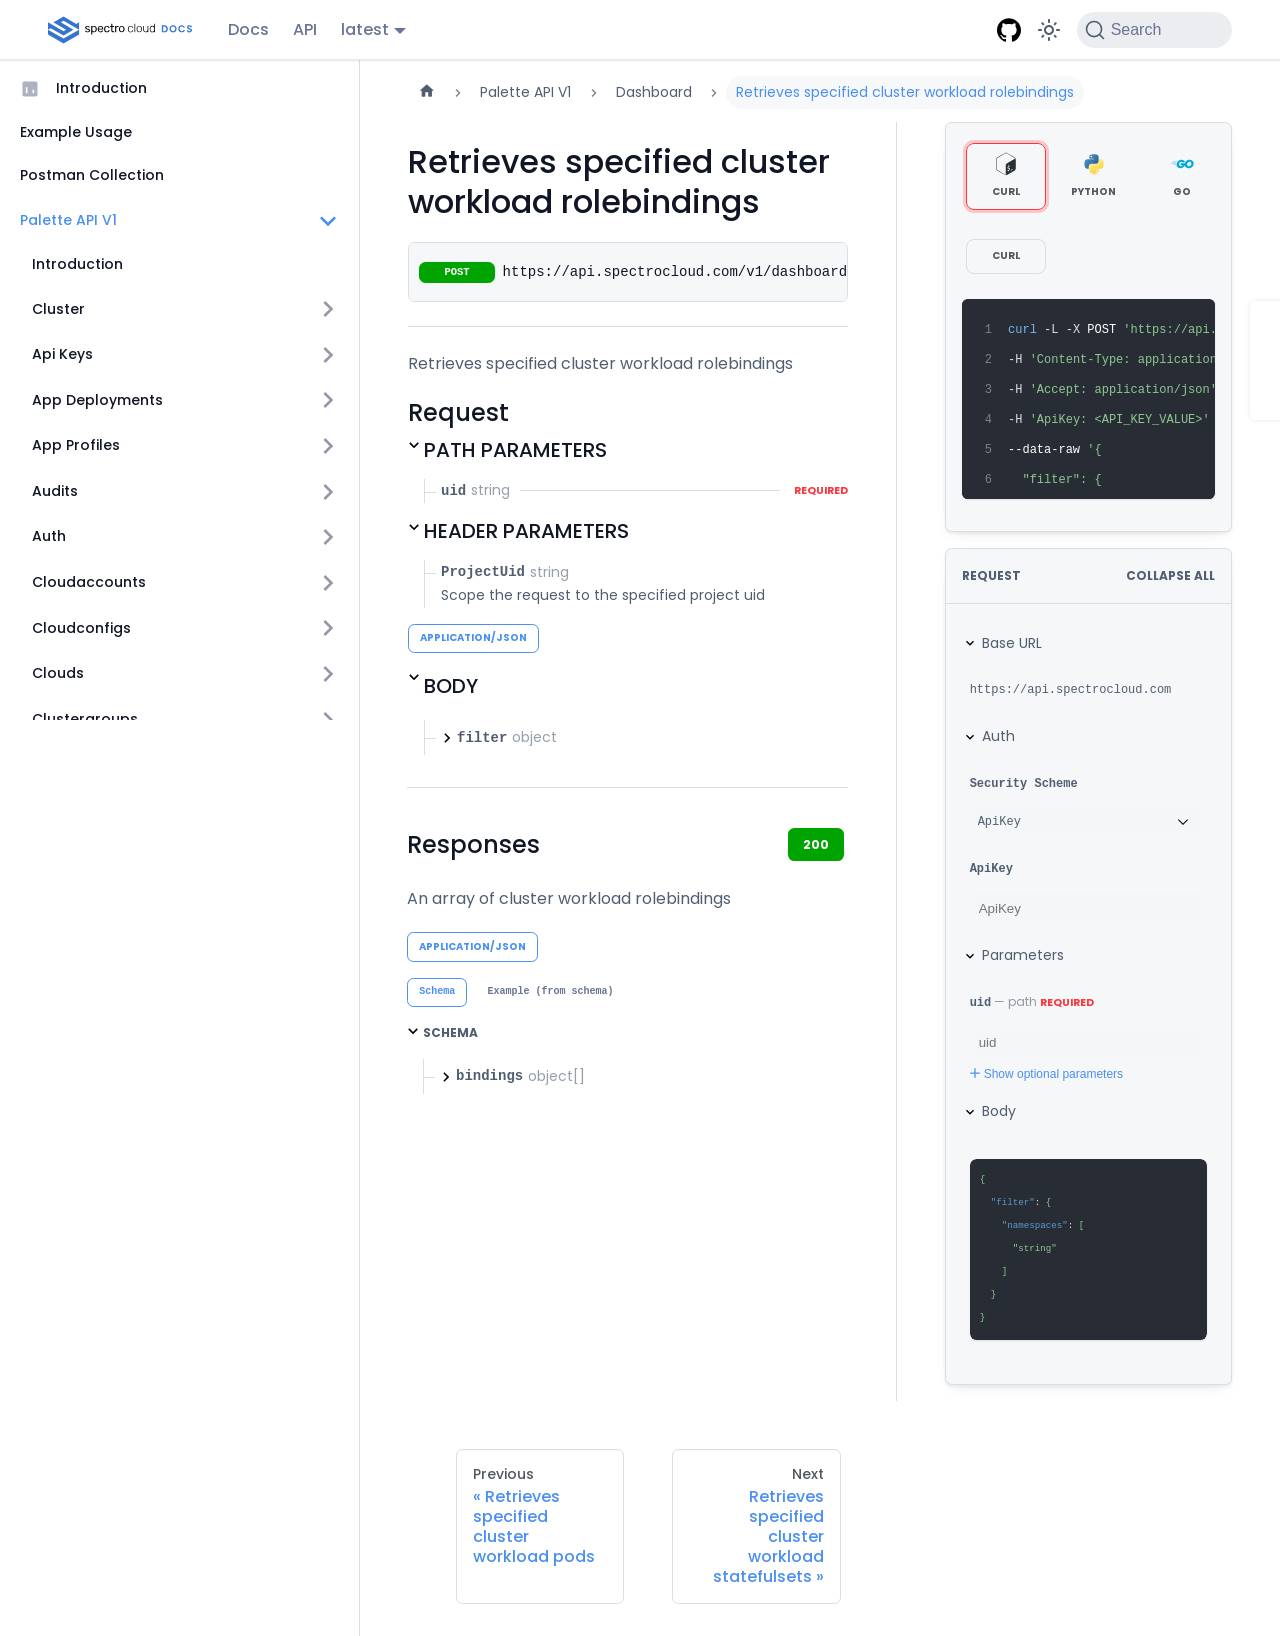 spectro cloud DOCS
Docs
API
latest
Search
Introduction
Example Usage
Postman Collection
Palette API V1
Introduction
Cluster
Api Keys
App Deployments
App Profiles
Audits
Auth
Cloudaccounts
Cloudconfigs
Clouds
Clustergroups
Palette API V1
Dashboard
Retrieves specified cluster workload rolebindings
Retrieves specified cluster
workload rolebindings
POST https://api.spectrocloud.com/v1/dashboard
Retrieves specified cluster workload rolebindings
Request
PATH PARAMETERS
uid string REQUIRED
HEADER PARAMETERS
ProjectUid string
Scope the request to the specified project uid
APPLICATION/JSON
BODY
filter object
Responses
200
An array of cluster workload rolebindings
APPLICATION/JSON
Schema
Example (from schema)
SCHEMA
bindings object[]
CURL
PYTHON
GO
CURL
1 curl -L -X POST 'https://api.
2 -H 'Content-Type: application
3 -H 'Accept: application/json'
4 -H 'ApiKey: <API_KEY_VALUE>'
5 --data-raw '{
6 "filter": {
REQUEST
COLLAPSE ALL
Base URL
https://api.spectrocloud.com
Auth
Security Scheme
ApiKey
ApiKey
ApiKey
Parameters
uid — path REQUIRED
uid
Show optional parameters
Body
{
"filter": {
"namespaces": [
"string"
]
}
}
Previous
« Retrieves
specified
cluster
workload pods
Next
Retrieves
specified
cluster
workload
statefulsets »